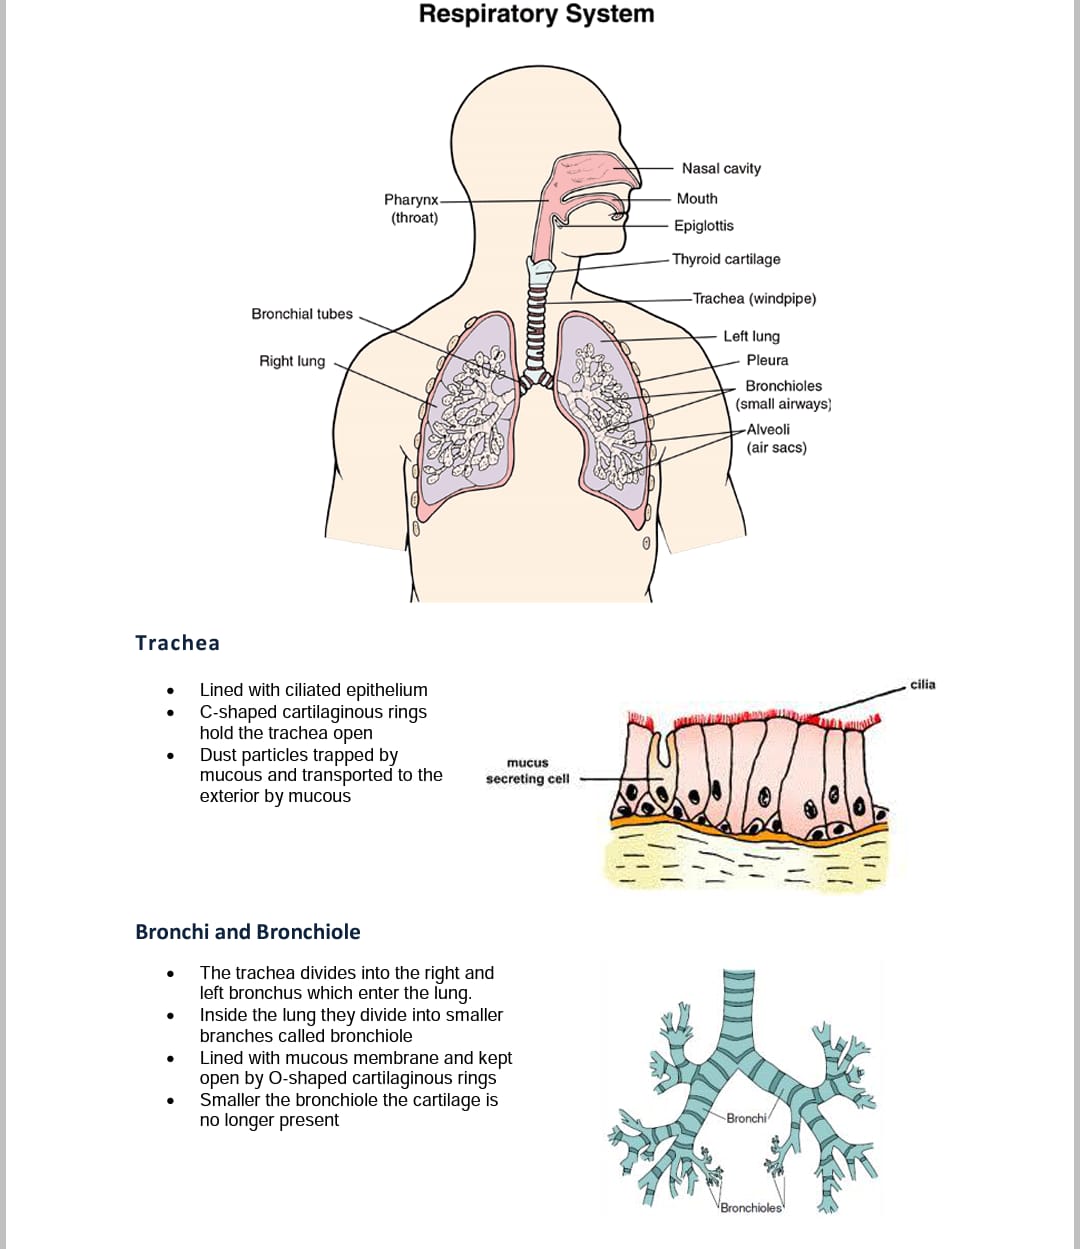 Respiratory System
Nasal cavity
Pharynx
(throat)
Mouth
Epiglottis
Thyroid cartilage
Trachea (windpipe)
Bronchial tubes
Left lung
Right lung
Pleura
Bronchioles
(small airways)
Alveoli
(air sacs)
Trachea
• Lined with ciliated epithelium
• C-shaped cartilaginous rings
hold the trachea open
• Dust particles trapped by
mucous and transported to the
exterior by mucous
cilia
mucus
secreting cell
Bronchi and Bronchiole
• The trachea divides into the right and
left bronchus which enter the lung.
• Inside the lung they divide into smaller
branches called bronchiole
• Lined with mucous membrane and kept
open by O-shaped cartilaginous rings
• Smaller the bronchiole the cartilage is
no longer present
Bronchi
Bronchioles